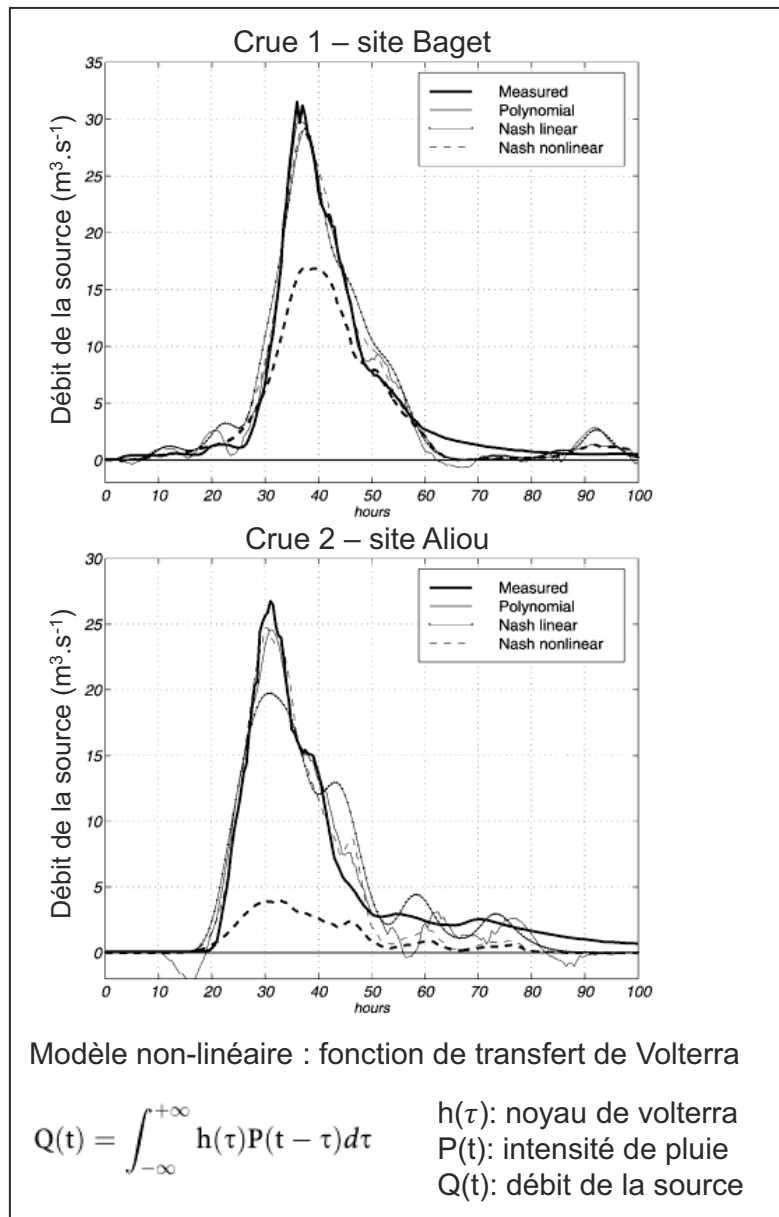 Crue 1 – site Baget
Débit de la source (m³.s⁻¹)
35
30
25
20
15
10
5
0
Measured
Polynomial
Nash linear
Nash nonlinear
0 10 20 30 40 50 60 70 80 90 100
hours
Crue 2 – site Aliou
Débit de la source (m³.s⁻¹)
30
25
20
15
10
5
0
Measured
Polynomial
Nash linear
Nash nonlinear
0 10 20 30 40 50 60 70 80 90 100
hours
Modèle non-linéaire : fonction de transfert de Volterra
Q(t) = ∫_{-∞}^{+∞} h(τ)P(t − τ)dτ
h(τ): noyau de volterra
P(t): intensité de pluie
Q(t): débit de la source